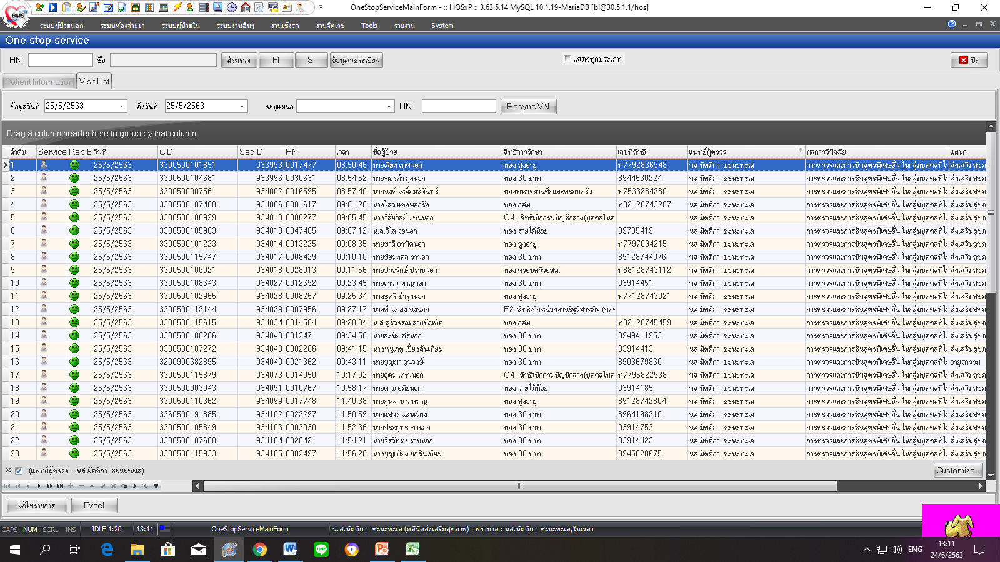 BMS
OneStopServiceMainForm - :: HOSxP :: 3.63.5.14 MySQL 10.1.19-MariaDB [bl@30.5.1.1/hos]
ระบบผู้ป่วยนอก ระบบห้องจ่ายยา ระบบผู้ป่วยใน ระบบงานอื่นๆ งานเชิงรุก งานจิตเวช Tools รายงาน System
One stop service
HN ชื่อ ส่งตรวจ FI SI ข้อมูลเวชระเบียน แสดงทุกประเภท ปิด
Patient Information Visit List
ข้อมูลวันที่ 25/5/2563 ถึงวันที่ 25/5/2563 ระบุแผนก HN Resync VN
Drag a column header here to group by that column
ลำดับ Service Rep.E วันที่ CID SeqID HN เวลา ชื่อผู้ป่วย สิทธิการรักษา เลขที่สิทธิ แพทย์ผู้ตรวจ ผลการวินิจฉัย แผนก
1 25/5/2563 3300500101851 933993 0017477 08:50:46 นายเลียง เทศนอก ทอง สูงอายุ ท7792836948 นส.มัตติกา ชะนะทะเล การตรวจและการชันสูตรพิเศษอื่น ในกลุ่มบุคคลที่ไ ส่งเสริมสุขภ
2 25/5/2563 3300500104681 933996 0030631 08:54:52 นายทองคำ กุลนอก ทอง 30 บาท 8944530224 นส.มัตติกา ชะนะทะเล การตรวจและการชันสูตรพิเศษอื่น ในกลุ่มบุคคลที่ไ ส่งเสริมสุขภ
3 25/5/2563 3300500007561 934002 0016595 08:57:40 นายนงค์ เหลื่อมสีจันทร์ ทองทหารผ่านศึกและครอบครัว ท7533284280 นส.มัตติกา ชะนะทะเล การตรวจและการชันสูตรพิเศษอื่น ในกลุ่มบุคคลที่ไ ส่งเสริมสุขภ
4 25/5/2563 3300500107400 934006 0001617 09:01:28 นางไสว แต่งพลกรัง ทอง อสม. ท82128743207 นส.มัตติกา ชะนะทะเล การตรวจและการชันสูตรพิเศษอื่น ในกลุ่มบุคคลที่ไ ส่งเสริมสุขภ
5 25/5/2563 3300500108929 934010 0008277 09:05:45 นางวิลัยวัลย์ แท่นนอก O4 : สิทธิเบิกกรมบัญชีกลาง(บุคคลในค นส.มัตติกา ชะนะทะเล การตรวจและการชันสูตรพิเศษอื่น ในกลุ่มบุคคลที่ไ ส่งเสริมสุขภ
6 25/5/2563 3300500105903 934013 0047465 09:07:12 น.ส.วิไล วอนอก ทอง รายได้น้อย 39705419 นส.มัตติกา ชะนะทะเล การตรวจและการชันสูตรพิเศษอื่น ในกลุ่มบุคคลที่ไ ส่งเสริมสุขภ
7 25/5/2563 3300500101223 934014 0013225 09:08:35 นายชาลี อาพัดนอก ทอง สูงอายุ ท7797094215 นส.มัตติกา ชะนะทะเล การตรวจและการชันสูตรพิเศษอื่น ในกลุ่มบุคคลที่ไ ส่งเสริมสุขภ
8 25/5/2563 3300500115747 934017 0008429 09:10:10 นายชัยมงคล รานอก ทอง 30 บาท 89128744976 นส.มัตติกา ชะนะทะเล การตรวจและการชันสูตรพิเศษอื่น ในกลุ่มบุคคลที่ไ ส่งเสริมสุขภ
9 25/5/2563 3300500106021 934018 0028013 09:11:56 นายประจักษ์ ปราบนอก ทอง ครอบครัวอสม. ท88128743112 นส.มัตติกา ชะนะทะเล การตรวจและการชันสูตรพิเศษอื่น ในกลุ่มบุคคลที่ไ ส่งเสริมสุขภ
10 25/5/2563 3300500108643 934027 0012692 09:23:45 นายถาวร หาญนอก ทอง 30 บาท 03914451 นส.มัตติกา ชะนะทะเล การตรวจและการชันสูตรพิเศษอื่น ในกลุ่มบุคคลที่ไ ส่งเสริมสุขภ
11 25/5/2563 3300500102955 934028 0008257 09:25:34 นางชูศรี บำรุงนอก ทอง สูงอายุ ท77128743021 นส.มัตติกา ชะนะทะเล การตรวจและการชันสูตรพิเศษอื่น ในกลุ่มบุคคลที่ไ ส่งเสริมสุขภ
12 25/5/2563 3300500112144 934029 0007956 09:27:17 นางคำแปลง นงนอก E2: สิทธิเบิกหน่วยงานรัฐวิสาหกิจ (บุค นส.มัตติกา ชะนะทะเล การตรวจและการชันสูตรพิเศษอื่น ในกลุ่มบุคคลที่ไ ส่งเสริมสุขภ
13 25/5/2563 3300500115615 934034 0014504 09:28:34 น.ส.สุริวรรณ สายบัณฑิต ทอง อสม. ท82128745459 นส.มัตติกา ชะนะทะเล การตรวจและการชันสูตรพิเศษอื่น ในกลุ่มบุคคลที่ไ ส่งเสริมสุขภ
14 25/5/2563 3300500100286 934040 0012471 09:34:58 นายละมัย ศรีนอก ทอง 30 บาท 8949411953 นส.มัตติกา ชะนะทะเล การตรวจและการชันสูตรพิเศษอื่น ในกลุ่มบุคคลที่ไ ส่งเสริมสุขภ
15 25/5/2563 3300500107272 934043 0002286 09:41:15 นางหนูเกตุ เปี่ยงสันเทียะ ทอง 30 บาท 03914413 นส.มัตติกา ชะนะทะเล การตรวจและการชันสูตรพิเศษอื่น ในกลุ่มบุคคลที่ไ ส่งเสริมสุขภ
16 25/5/2563 3200900682895 934049 0021362 09:43:11 นายบุญมา ลุนวงษ์ ทอง 30 บาท 8903679860 นส.มัตติกา ชะนะทะเล การตรวจและการชันสูตรพิเศษอื่น ในกลุ่มบุคคลที่ไ อายุรกรรม
17 25/5/2563 3300500115879 934073 0014950 10:17:02 นายอุดม แท่นนอก O4 : สิทธิเบิกกรมบัญชีกลาง(บุคคลในค ท7795822938 นส.มัตติกา ชะนะทะเล การตรวจและการชันสูตรพิเศษอื่น ในกลุ่มบุคคลที่ไ ส่งเสริมสุขภ
18 25/5/2563 3300500003043 934091 0010767 10:58:17 นายดาบ อภัยนอก ทอง รายได้น้อย 03914185 นส.มัตติกา ชะนะทะเล การตรวจและการชันสูตรพิเศษอื่น ในกลุ่มบุคคลที่ไ ส่งเสริมสุขภ
19 25/5/2563 3300500110362 934099 0017748 11:40:38 นายกุหลาบ วงหาญ ทอง สูงอายุ 89128742804 นส.มัตติกา ชะนะทะเล การตรวจและการชันสูตรพิเศษอื่น ในกลุ่มบุคคลที่ไ ส่งเสริมสุขภ
20 25/5/2563 3360500191885 934102 0022297 11:50:59 นายแสวง แสนเวียง ทอง 30 บาท 8964198210 นส.มัตติกา ชะนะทะเล การตรวจและการชันสูตรพิเศษอื่น ในกลุ่มบุคคลที่ไ ส่งเสริมสุขภ
21 25/5/2563 3300500105849 934103 0003030 11:52:36 นายประยุทธ ทานอก ทอง 30 บาท 03914753 นส.มัตติกา ชะนะทะเล การตรวจและการชันสูตรพิเศษอื่น ในกลุ่มบุคคลที่ไ ส่งเสริมสุขภ
22 25/5/2563 3300500107680 934104 0020421 11:54:21 นายวิรวัตร ปราบนอก ทอง 30 บาท 03914422 นส.มัตติกา ชะนะทะเล การตรวจและการชันสูตรพิเศษอื่น ในกลุ่มบุคคลที่ไ ส่งเสริมสุขภ
23 25/5/2563 3300500115933 934105 0002497 11:56:20 นางบุญเพียง ยอสันเทียะ ทอง 30 บาท 8945020675 นส.มัตติกา ชะนะทะเล การตรวจและการชันสูตรพิเศษอื่น ในกลุ่มบุคคลที่ไ ส่งเสริมสุขภ
(แพทย์ผู้ตรวจ = นส.มัตติกา ชะนะทะเล) Customize...
แก้ไขรายการ Excel
CAPS NUM SCRL INS IDLE 1:20 13:11 OneStopServiceMainForm น.ส.มัตติกา ชะนะทะเล (คลินิคส่งเสริมสุขภาพ) : พยาบาล : นส.มัตติกา ชะนะทะเล,ในเวลา
ENG 13:11
24/6/2563